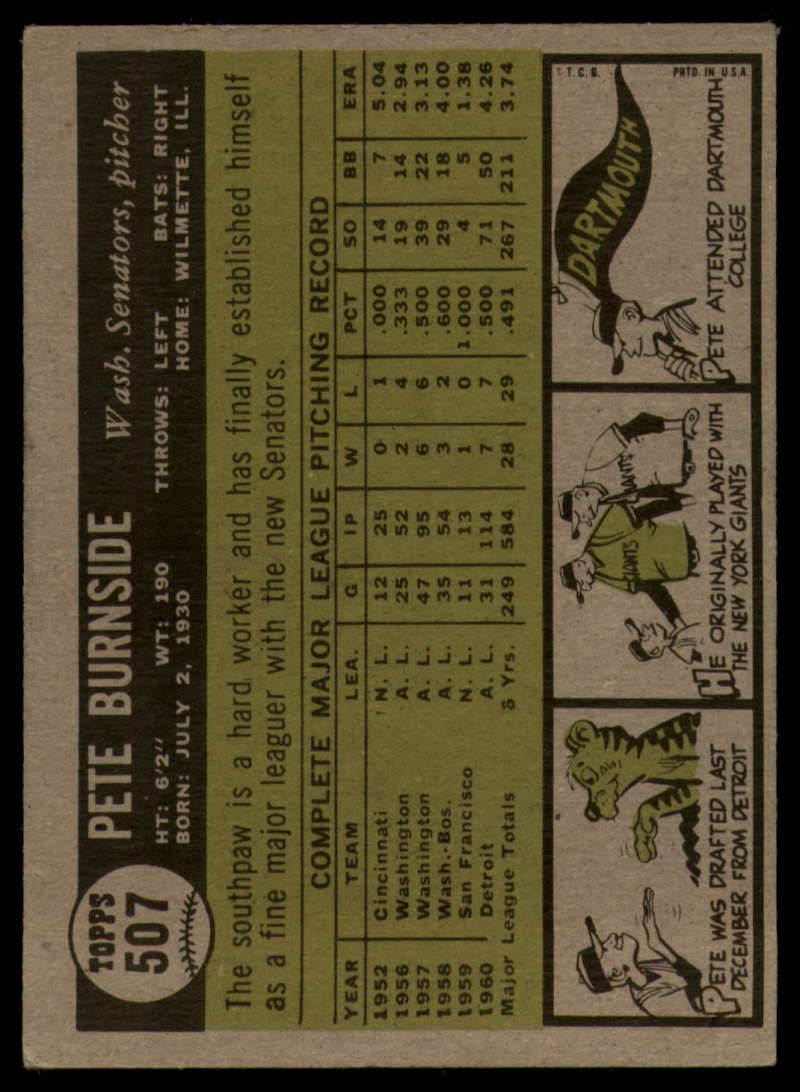 TOPPS
507
PETE BURNSIDE Wash. Senators, pitcher
HT: 6'2" WT: 190 THROWS: LEFT BATS: RIGHT
BORN: JULY 2, 1930 HOME: WILMETTE, ILL.
The southpaw is a hard worker and has finally established himself
as a fine major leaguer with the new Senators.
COMPLETE MAJOR LEAGUE PITCHING RECORD
YEAR TEAM LEA. G IP W L PCT SO BB ERA
1952 Cincinnati N. L. 12 25 0 1 .000 14 7 5.04
1956 Washington A. L. 25 52 2 4 .333 19 14 2.94
1957 Washington A. L. 47 95 6 6 .500 39 22 3.13
1958 Wash.-Bos. A. L. 35 54 3 2 .600 29 18 4.00
1959 San Francisco N. L. 11 13 1 0 1.000 4 5 1.38
1960 Detroit A. L. 31 114 7 7 .500 71 50 4.26
Major League Totals 6 Yrs. 249 584 28 29 .491 267 211 3.74
PETE WAS DRAFTED LAST
DECEMBER FROM DETROIT
GIANTS
GIANTS
HE ORIGINALLY PLAYED WITH
THE NEW YORK GIANTS
T.C.G. PRTD. IN U.S.A.
DARTMOUTH
PETE ATTENDED DARTMOUTH
COLLEGE